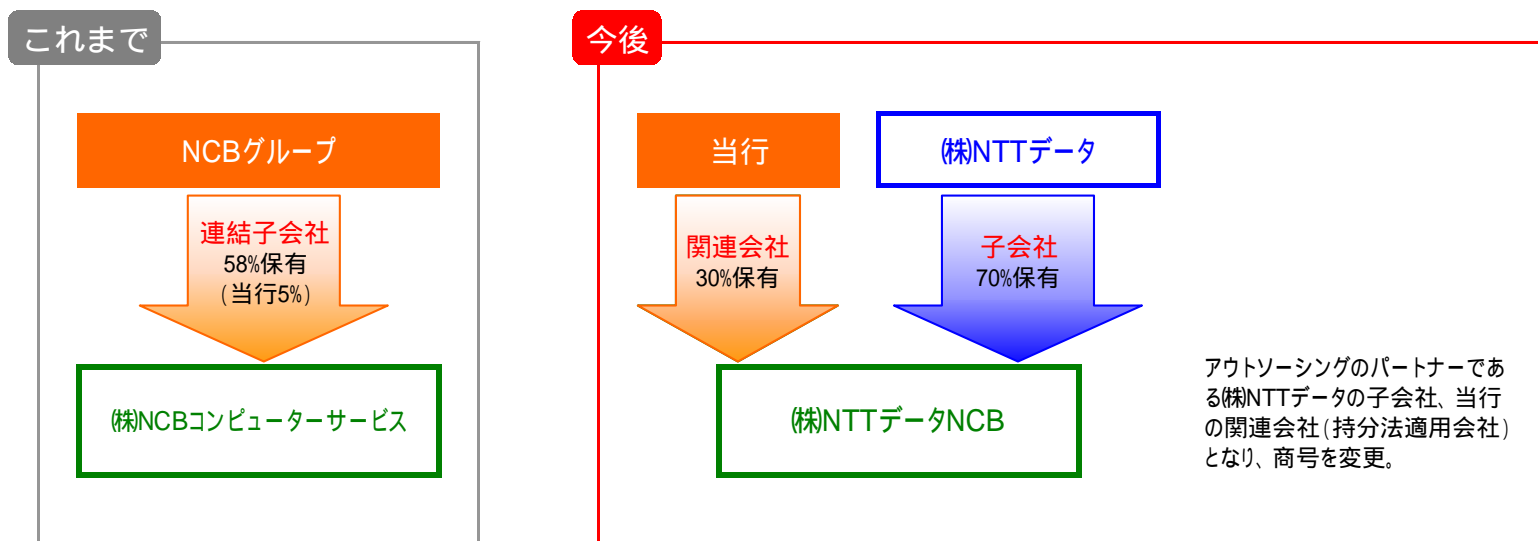 これまで
NCBグループ
連結子会社
58%保有
(当行5%)
㈱NCBコンピューターサービス
今後
当行
㈱NTTデータ
関連会社
30%保有
子会社
70%保有
㈱NTTデータNCB
アウトソーシングのパートナーであ
る㈱NTTデータの子会社、当行
の関連会社(持分法適用会社)
となり、商号を変更。